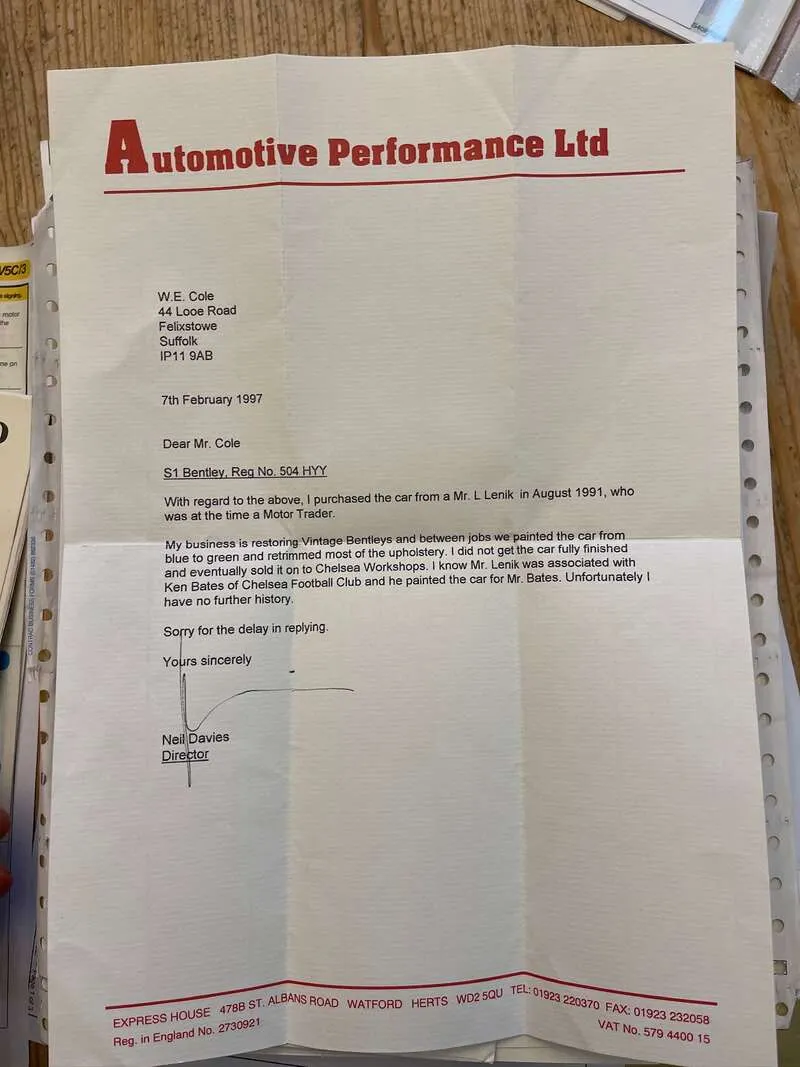 Automotive Performance Ltd
W.E. Cole
44 Looe Road
Felixstowe
Suffolk
IP11 9AB
7th February 1997
Dear Mr. Cole
S1 Bentley, Reg No. 504 HYY
With regard to the above, I purchased the car from a Mr. L Lenik in August 1991, who
was at the time a Motor Trader.
My business is restoring Vintage Bentleys and between jobs we painted the car from
blue to green and retrimmed most of the upholstery. I did not get the car fully finished
and eventually sold it on to Chelsea Workshops. I know Mr. Lenik was associated with
Ken Bates of Chelsea Football Club and he painted the car for Mr. Bates. Unfortunately I
have no further history.
Sorry for the delay in replying.
Yours sincerely
Neil Davies
Director
EXPRESS HOUSE 478B ST. ALBANS ROAD WATFORD HERTS WD2 5QU TEL: 01923 220370 FAX: 01923 232058
Reg. in England No. 2730921
VAT No. 579 4400 15
V5C/3
signing.
motor
the
me on